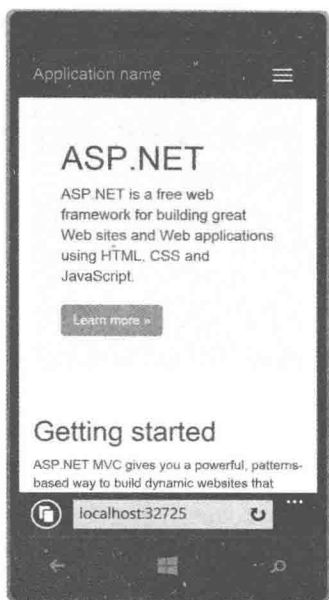 Application name
ASP.NET
ASP.NET is a free web
framework for building great
Web sites and Web applications
using HTML, CSS and
JavaScript.
Learn more »
Getting started
ASP.NET MVC gives you a powerful, patterns-
based way to build dynamic websites that
localhost:32725